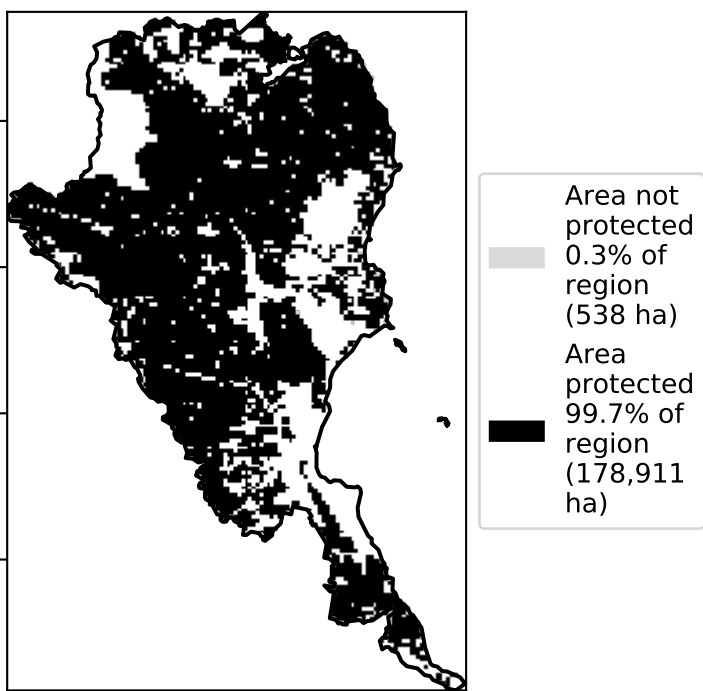 Area not
protected
0.3% of
region
(538 ha)
Area
protected
99.7% of
region
(178,911
ha)